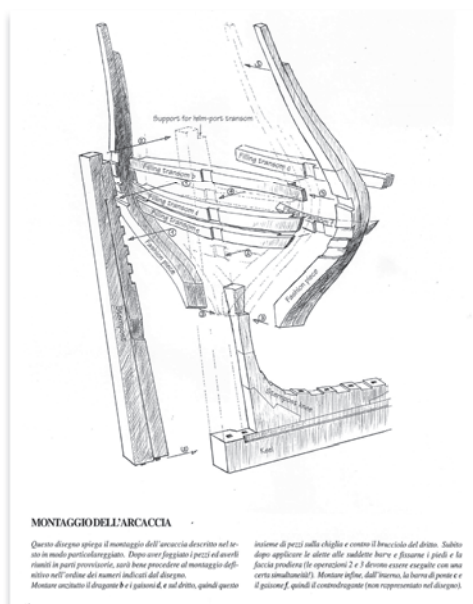 Support for helm-port transom
Filling transom c
Filling transom b
Filling transom d
Filling transom e
Fashion piece
Fashion piece
Sternpost
Sternpost knee
Keel
MONTAGGIO DELL'ARCACCIA
Questo disegno spiega il montaggio dell'arcaccia descritto nel te-
sto in modo particolareggiato. Dopo aver foggiato i pezzi ed averli
riuniti in parti provvisorie, sarà bene procedere al montaggio defi-
nitivo nell'ordine dei numeri indicati dal disegno.
Montare anzitutto il dragante b e i gaisoni d, e sul dritto, quindi questo
insieme di pezzi sulla chiglia e contro il bracciolo del dritto. Subito
dopo applicare le alette alle suddette barre e fissarne i piedi e la
faccia prodiera (le operazioni 2 e 3 devono essere eseguite con una
certa simultaneità!). Montare infine, dall'interno, la barra di ponte c e
il gaisone f, quindi il controdragante (non rappresentato nel disegno).